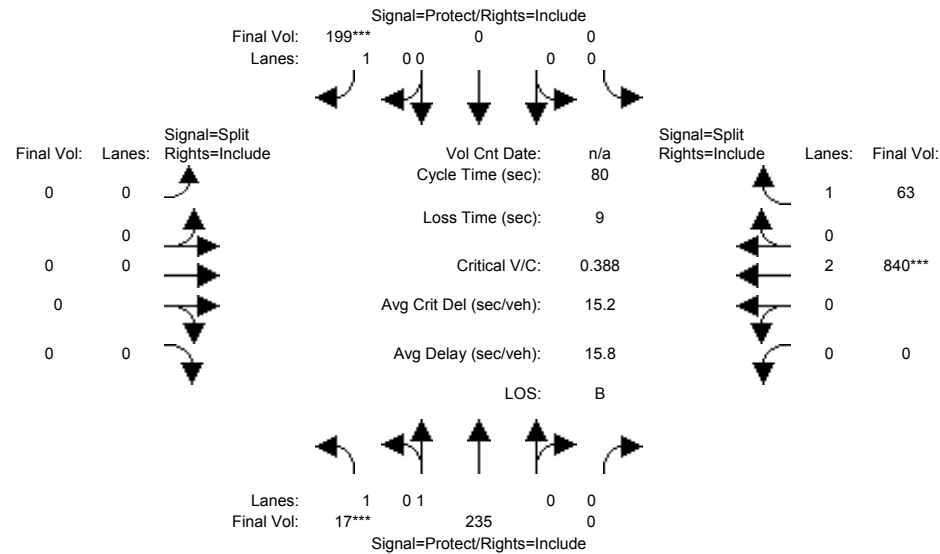 Signal=Protect/Rights=Include
Final Vol: 199*** 0 0
Lanes: 1 0 0 0 0
Signal=Split Signal=Split
Final Vol: Lanes: Rights=Include Vol Cnt Date: n/a Rights=Include Lanes: Final Vol:
Cycle Time (sec): 80
0 0 1 63
Loss Time (sec): 9
0 0
0 0 Critical V/C: 0.388 2 840***
0 Avg Crit Del (sec/veh): 15.2 0
0 0 Avg Delay (sec/veh): 15.8 0 0
LOS: B
Lanes: 1 0 1 0 0
Final Vol: 17*** 235 0
Signal=Protect/Rights=Include